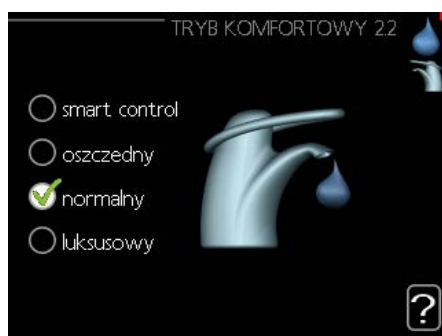 TRYB KOMFORTOWY 2.2
smart control
oszczedny
normalny
luksusowy
?